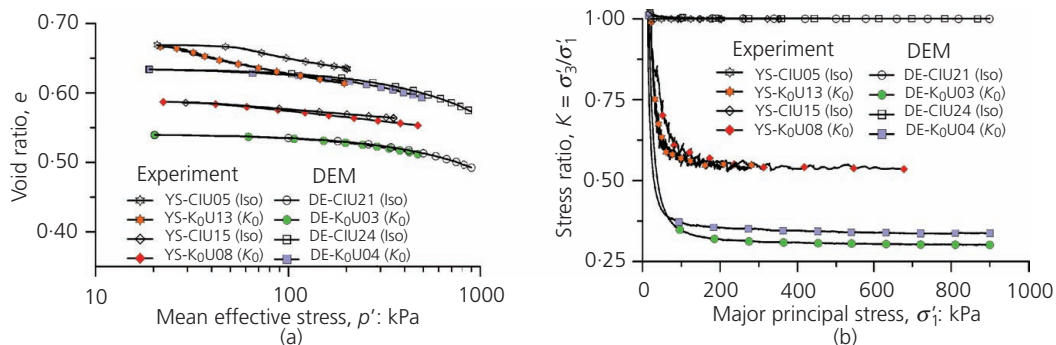 0·70
0·60
0·50
0·40
Void ratio, e
Experiment
DEM
YS-CIU05 (Iso)
YS-K₀U13 (K₀)
YS-CIU15 (Iso)
YS-K₀U08 (K₀)
DE-CIU21 (Iso)
DE-K₀U03 (K₀)
DE-CIU24 (Iso)
DE-K₀U04 (K₀)
10
100
1000
Mean effective stress, p′: kPa
(a)
1·00
0·75
0·50
0·25
Stress ratio, K = σ′₃/σ′₁
Experiment
DEM
YS-CIU05 (Iso)
YS-K₀U13 (K₀)
YS-CIU15 (Iso)
YS-K₀U08 (K₀)
DE-CIU21 (Iso)
DE-K₀U03 (K₀)
DE-CIU24 (Iso)
DE-K₀U04 (K₀)
0
200
400
600
800
1000
Major principal stress, σ′₁: kPa
(b)